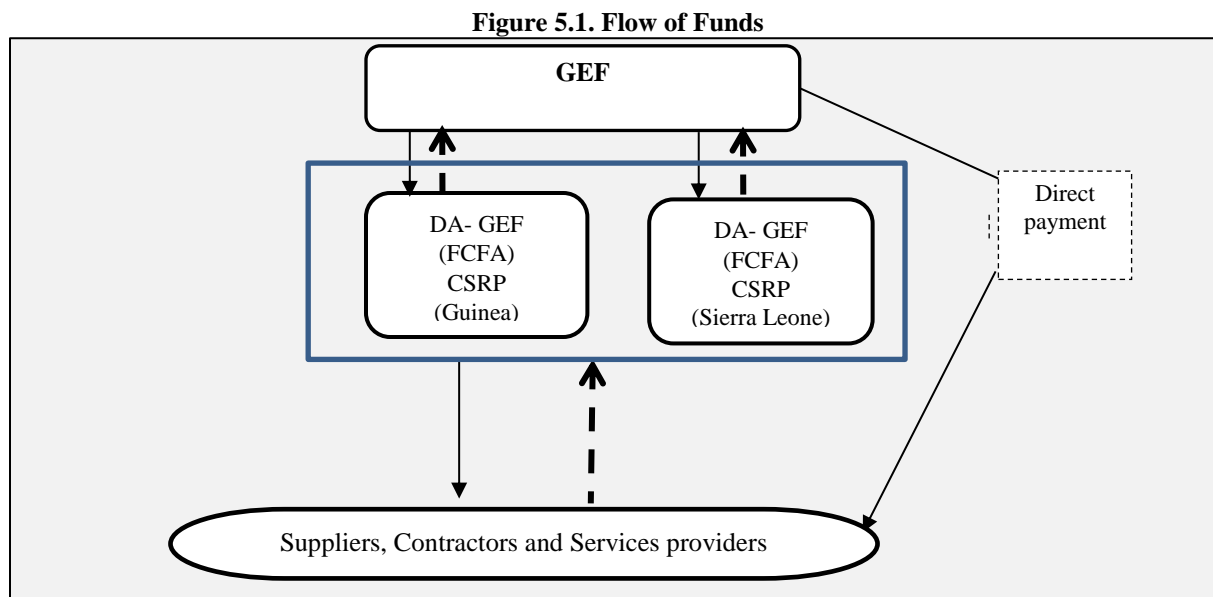 Figure 5.1. Flow of Funds
GEF
DA- GEF
(FCFA)
CSRP
(Guinea)
DA- GEF
(FCFA)
CSRP
(Sierra Leone)
Direct
payment
Suppliers, Contractors and Services providers